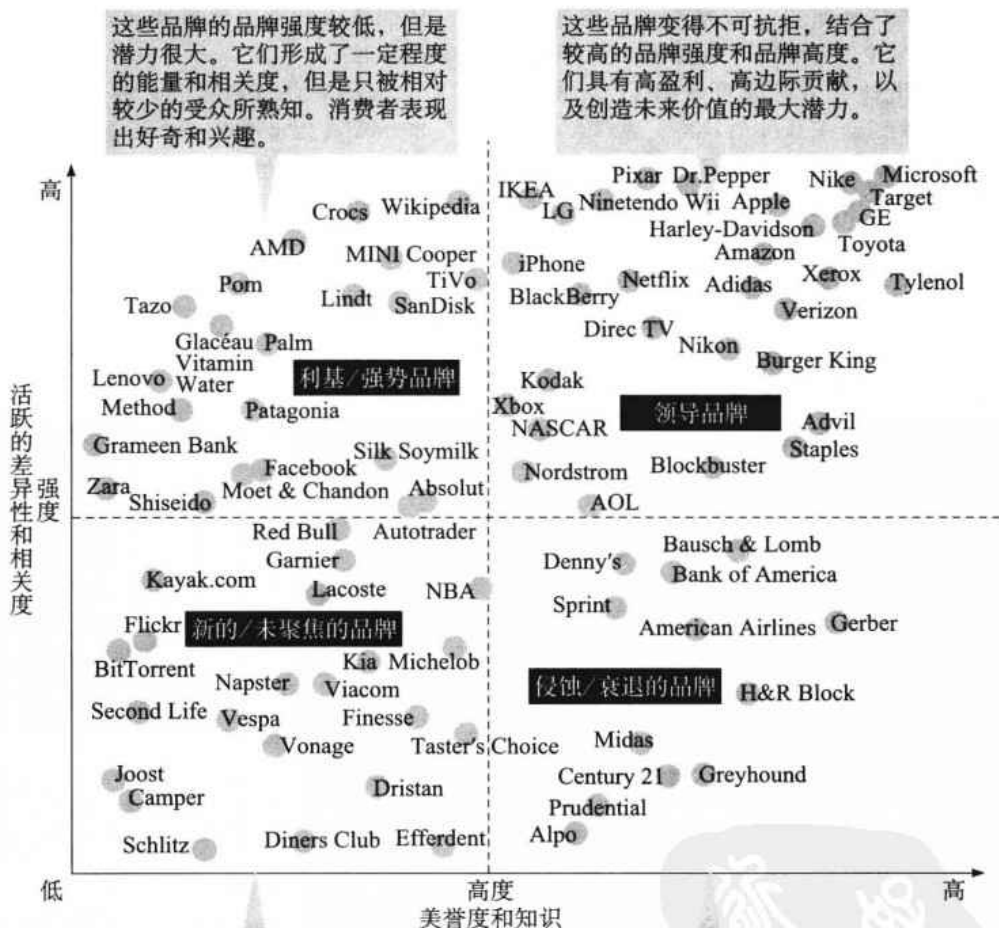 这些品牌的品牌强度较低，但是
潜力很大。它们形成了一定程度
的能量和相关度，但是只被相对
较少的受众所熟知。消费者表现
出好奇和兴趣。
这些品牌变得不可抗拒，结合了
较高的品牌强度和品牌高度。它
们具有高盈利、高边际贡献，以
及创造未来价值的最大潜力。
高
Crocs
Wikipedia
AMD
MINI Cooper
TiVo
Pom
Lindt
SanDisk
Tazo
Glacéau
Vitamin
Water
Palm
Lenovo
利基/强势品牌
Method
Patagonia
Grameen Bank
Silk Soymilk
Facebook
Zara
Moet & Chandon
Absolut
Shiseido
IKEA
Pixar
Dr.Pepper
Nike
Microsoft
LG
Ninetendo Wii
Apple
Target
Harley-Davidson
GE
Toyota
Amazon
iPhone
Netflix
Adidas
Xerox
Tylenol
BlackBerry
Verizon
Direc TV
Nikon
Burger King
Kodak
Xbox
领导品牌
NASCAR
Advil
Staples
Nordstrom
Blockbuster
AOL
活跃的差异性和相关度
强度
Red Bull
Autotrader
Garnier
Kayak.com
Lacoste
NBA
Flickr
新的/未聚焦的品牌
BitTorrent
Kia
Michelob
Napster
Viacom
Second Life
Vespa
Finesse
Vonage
Taster's Choice
Joost
Camper
Dristan
Schlitz
Diners Club
Efferdent
Denny's
Bausch & Lomb
Bank of America
Sprint
American Airlines
Gerber
侵蚀/衰退的品牌
H&R Block
Midas
Century 21
Greyhound
Prudential
Alpo
低
高度
高
美誉度和知识